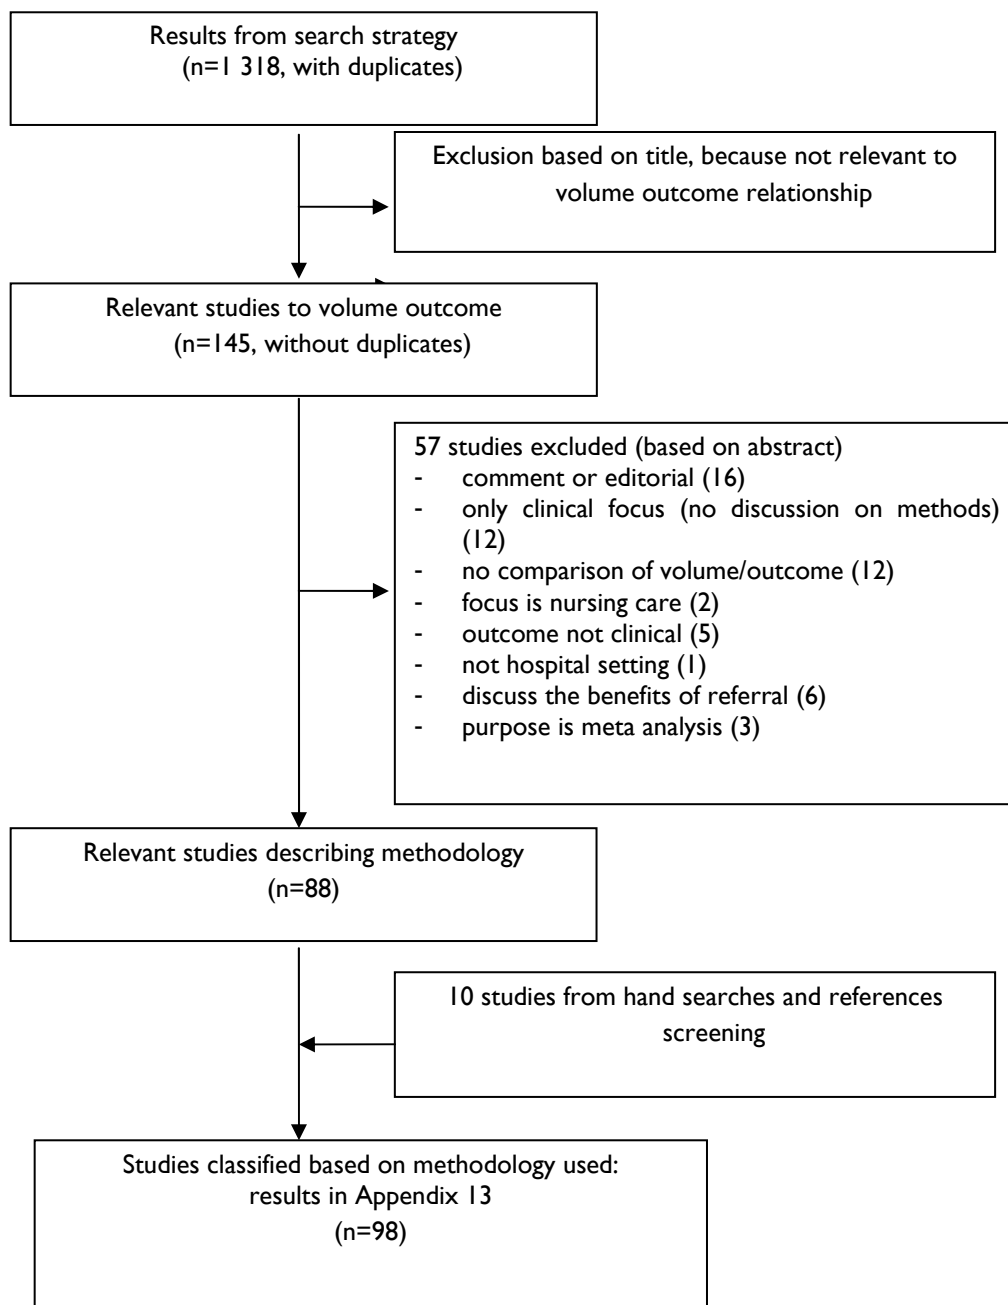 Results from search strategy
(n=1 318, with duplicates)
Exclusion based on title, because not relevant to
volume outcome relationship
Relevant studies to volume outcome
(n=145, without duplicates)
57 studies excluded (based on abstract)
- comment or editorial (16)
- only clinical focus (no discussion on methods)
(12)
- no comparison of volume/outcome (12)
- focus is nursing care (2)
- outcome not clinical (5)
- not hospital setting (1)
- discuss the benefits of referral (6)
- purpose is meta analysis (3)
Relevant studies describing methodology
(n=88)
10 studies from hand searches and references
screening
Studies classified based on methodology used:
results in Appendix 13
(n=98)